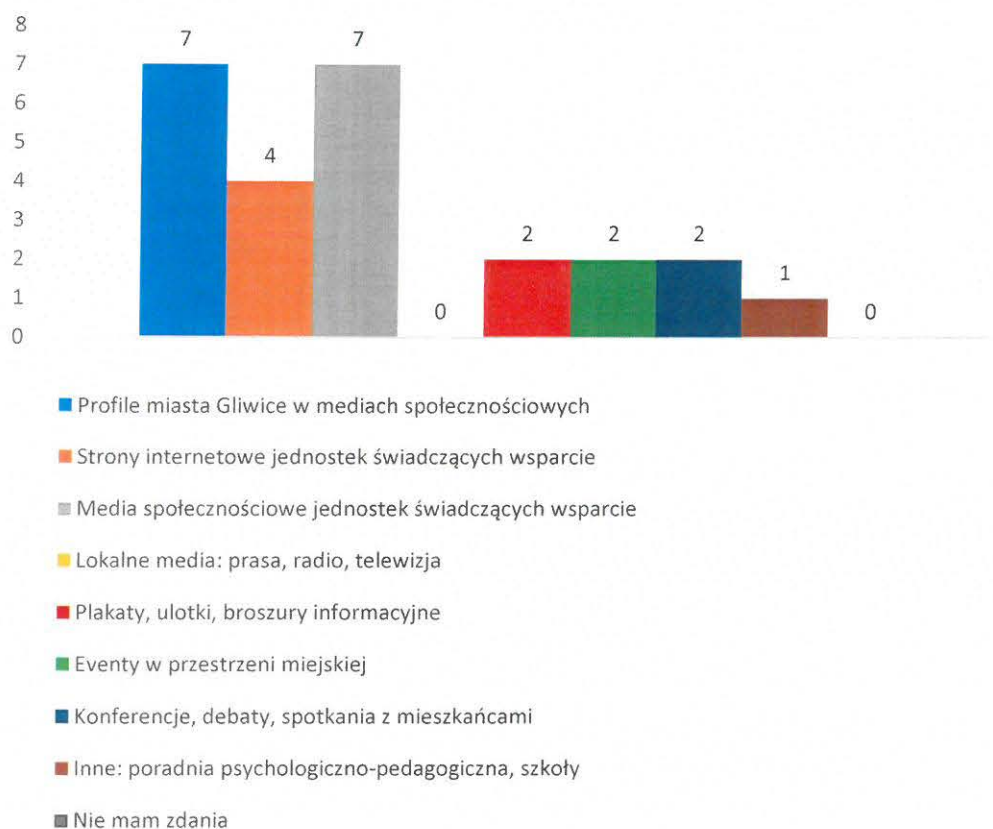 8
7
6
5
4
3
2
1
0
7
4
7
0
2
2
2
1
0
Profile miasta Gliwice w mediach społecznościowych
Strony internetowe jednostek świadczących wsparcie
Media społecznościowe jednostek świadczących wsparcie
Lokalne media: prasa, radio, telewizja
Plakaty, ulotki, broszury informacyjne
Eventy w przestrzeni miejskiej
Konferencje, debaty, spotkania z mieszkańcami
Inne: poradnia psychologiczno-pedagogiczna, szkoły
Nie mam zdania